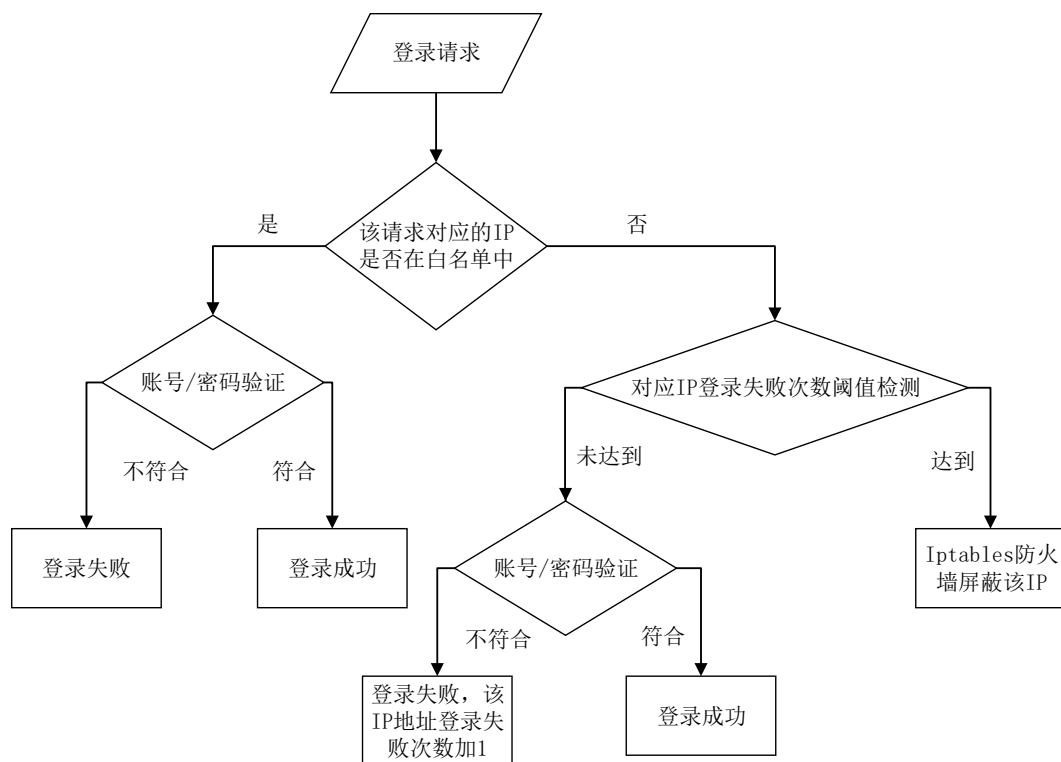 登录请求
是
该请求对应的IP
是否在白名单中
否
账号/密码验证
对应IP登录失败次数阈值检测
不符合
符合
未达到
达到
登录失败
登录成功
账号/密码验证
Iptables防火
墙屏蔽该IP
不符合
符合
登录失败，该
IP地址登录失
败次数加1
登录成功